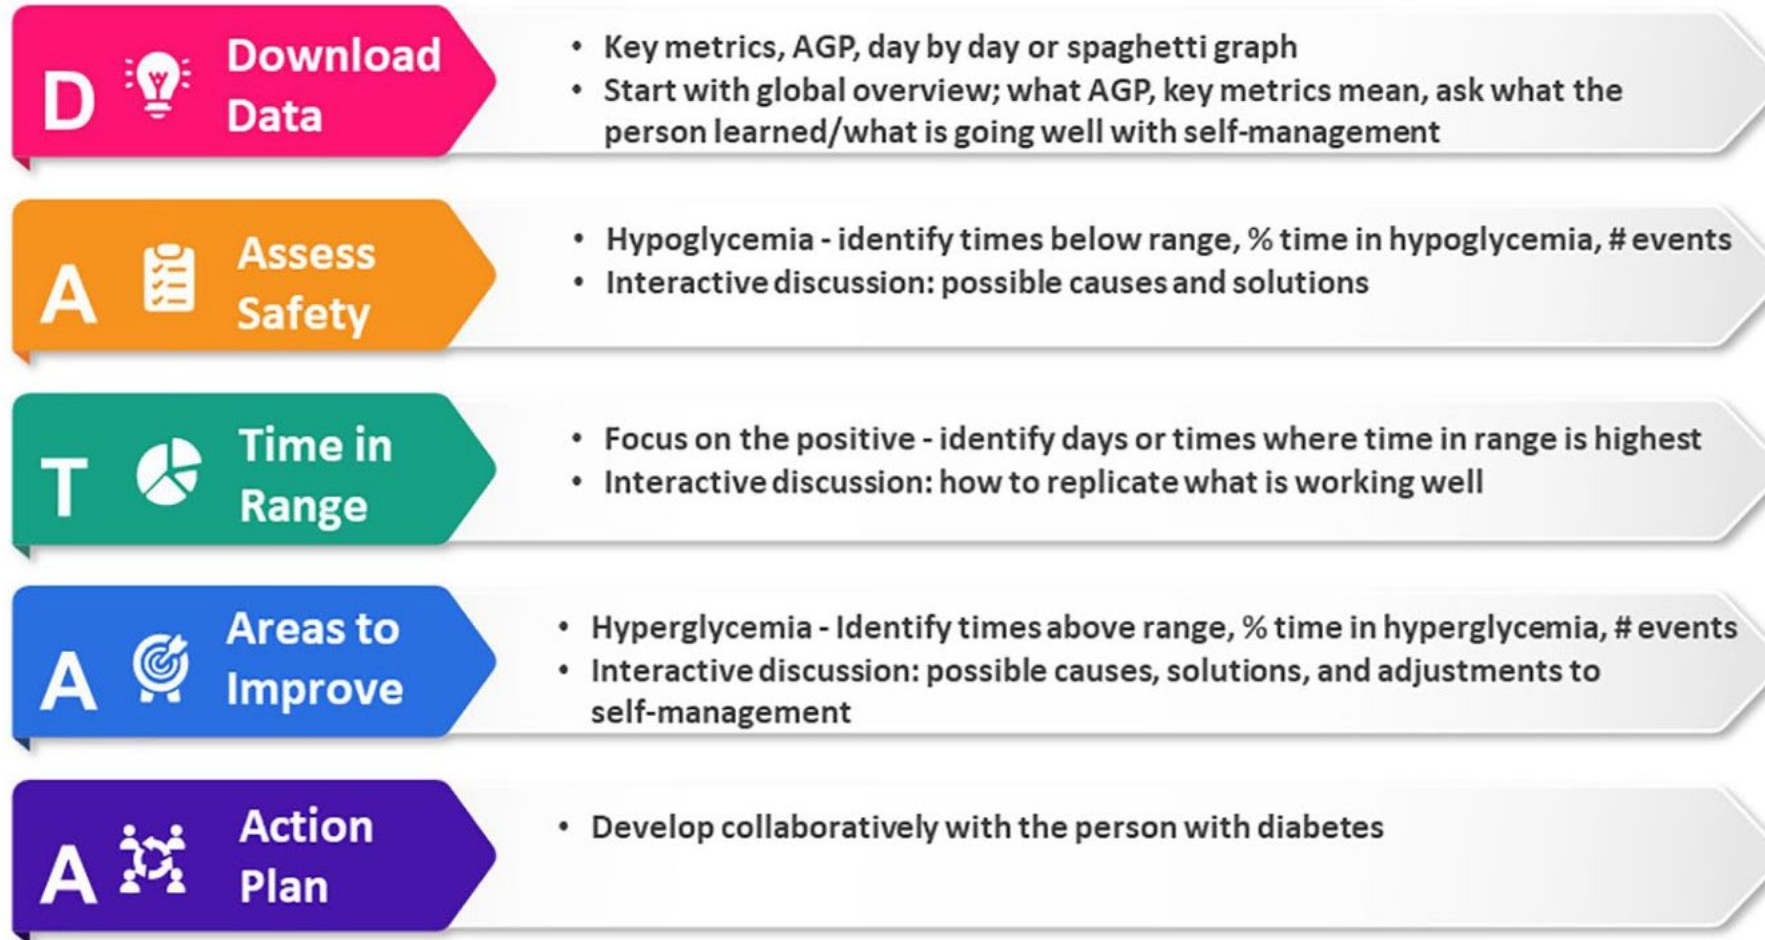 D
Download
Data
• Key metrics, AGP, day by day or spaghetti graph
• Start with global overview; what AGP, key metrics mean, ask what the
person learned/what is going well with self-management
A
Assess
Safety
• Hypoglycemia - identify times below range, % time in hypoglycemia, # events
• Interactive discussion: possible causes and solutions
T
Time in
Range
• Focus on the positive - identify days or times where time in range is highest
• Interactive discussion: how to replicate what is working well
A
Areas to
Improve
• Hyperglycemia - Identify times above range, % time in hyperglycemia, # events
• Interactive discussion: possible causes, solutions, and adjustments to
self-management
A
Action
Plan
• Develop collaboratively with the person with diabetes